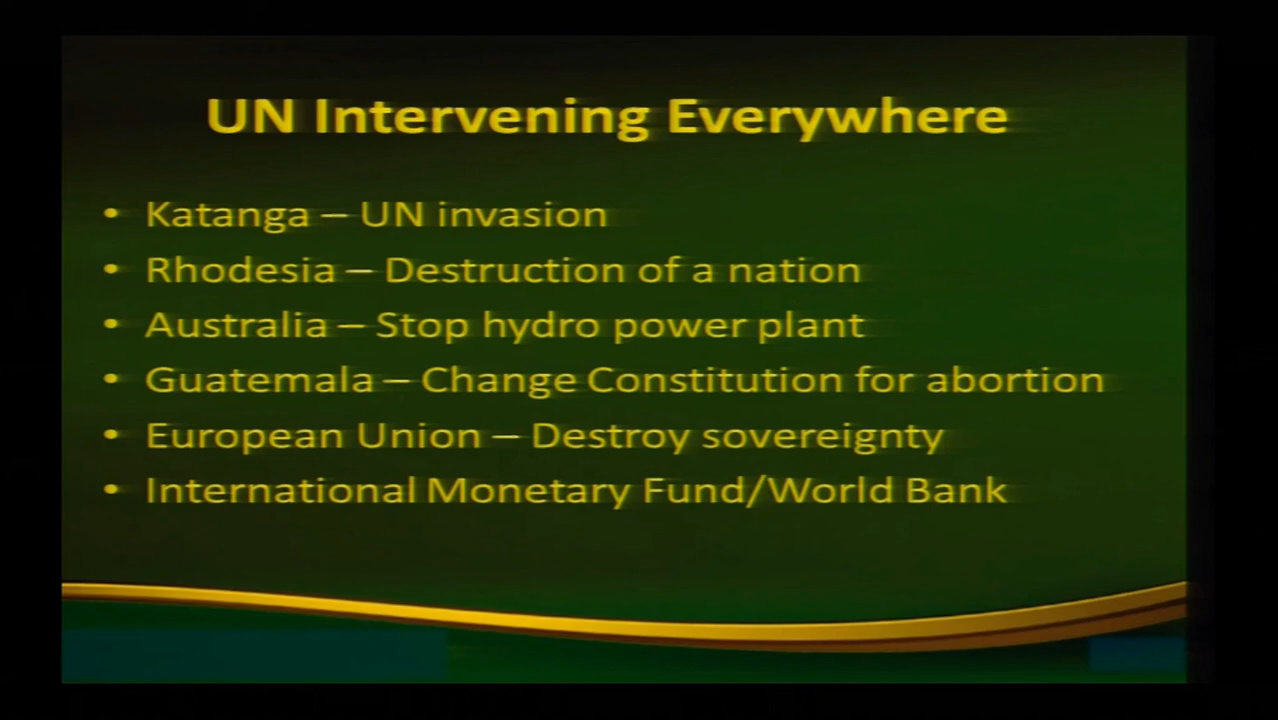 UN Intervening Everywhere
• Katanga – UN invasion
• Rhodesia – Destruction of a nation
• Australia – Stop hydro power plant
• Guatemala – Change Constitution for abortion
• European Union – Destroy sovereignty
• International Monetary Fund/World Bank